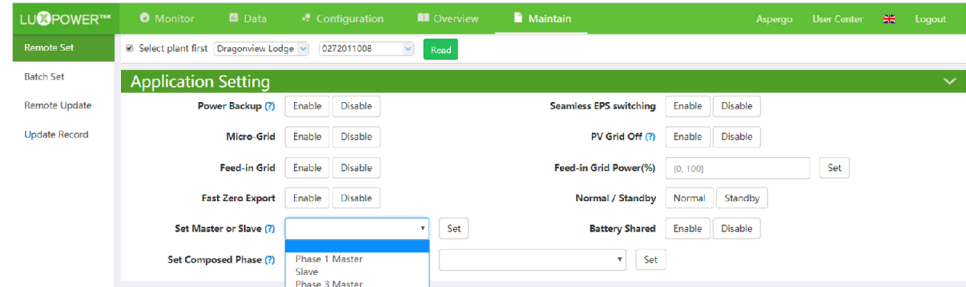 LUXPOWERTEK Monitor Data Configuration Overview Maintain Aspergo User Center Logout
Remote Set Select plant first Dragonview Lodge 0272011008 Read
Batch Set
Application Setting
Remote Update Power Backup (?) Enable Disable Seamless EPS switching Enable Disable
Update Record Micro-Grid Enable Disable PV Grid Off (?) Enable Disable
Feed-in Grid Enable Disable Feed-in Grid Power(%) [0, 100] Set
Fast Zero Export Enable Disable Normal / Standby Normal Standby
Set Master or Slave (?) Set Battery Shared Enable Disable
Set Composed Phase (?) Set
Phase 1 Master
Slave
Phase 3 Master